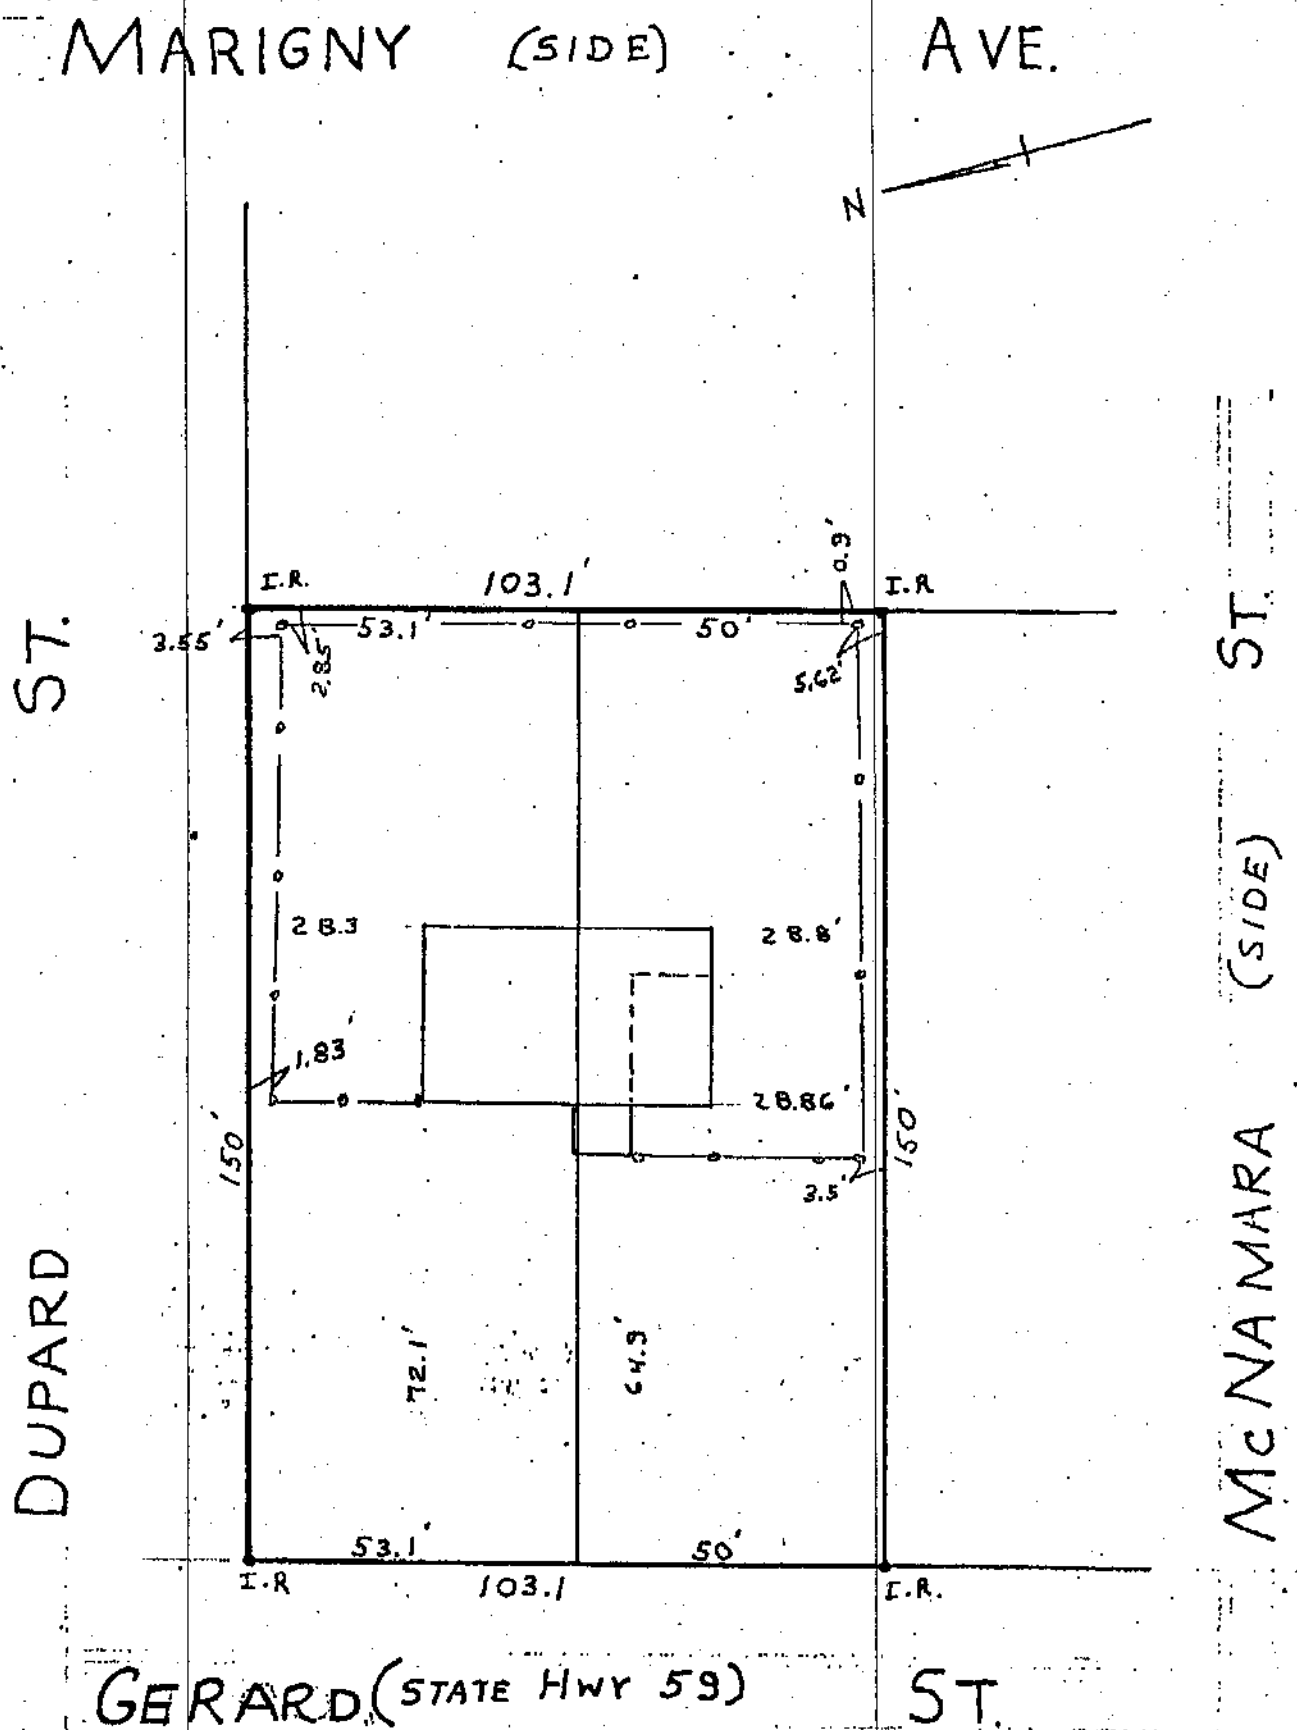 MARIGNY (SIDE) AVE.
N
I.R. 103.1' 0.9' I.R
3.55' 53.1' 50'
2.85' 5.62'
ST. ST.
28.3 28.8'
(SIDE)
1.83' 28.86'
150' 150'
3.5'
72.1' 64.9'
DUPARD McNAMARA
53.1' 50'
I.R 103.1 I.R.
GERARD (STATE HWY 59) ST.